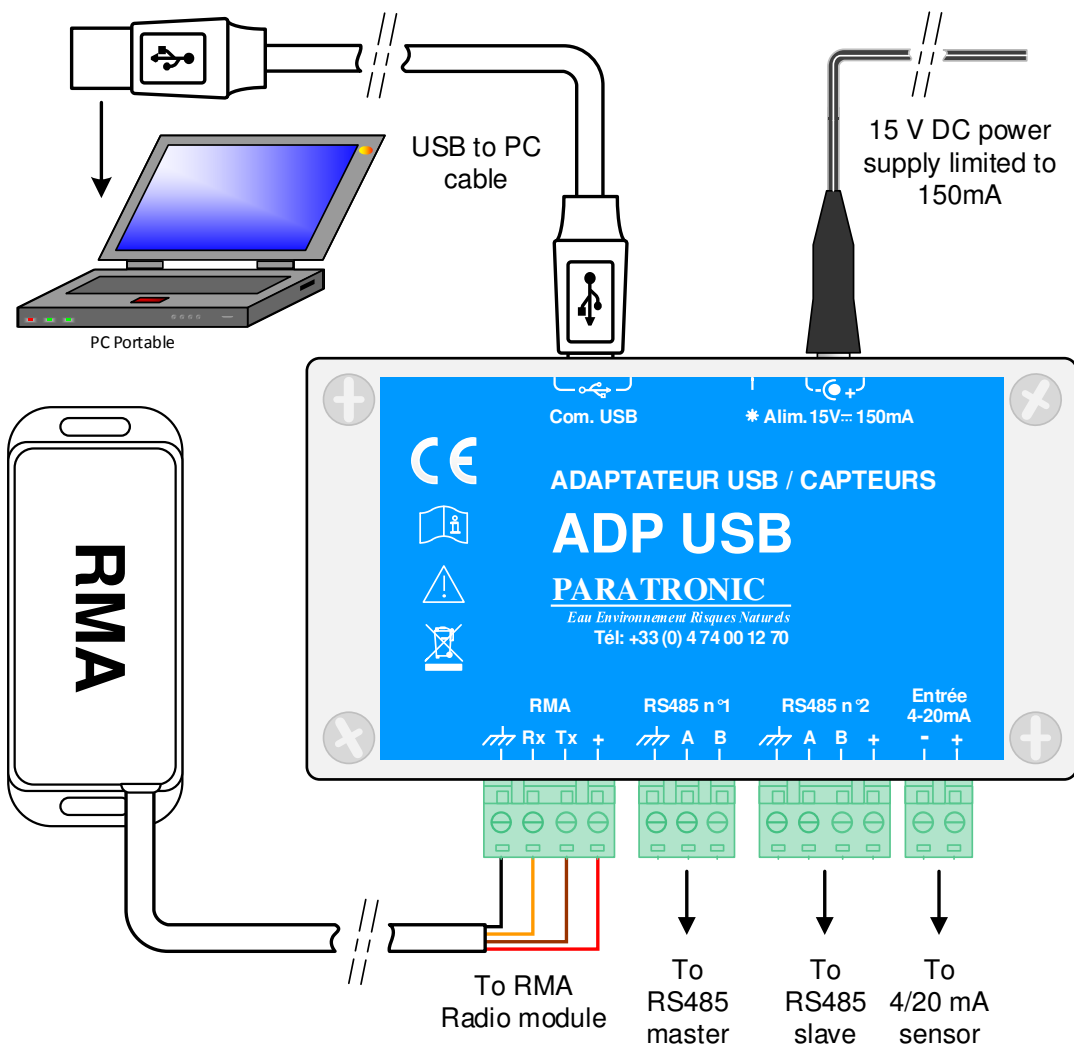 USB to PC
cable
15 V DC power
supply limited to
150mA
PC Portable
Com. USB
* Alim. 15V⎓ 150mA
- +
CE
ADAPTATEUR USB / CAPTEURS
ADP USB
PARATRONIC
Eau Environnement Risques Naturels
Tél: +33 (0) 4 74 00 12 70
RMA
RMA
Rx Tx +
RS485 n°1
A B
RS485 n°2
A B +
Entrée
4-20mA
- +
To RMA
Radio module
To
RS485
master
To
RS485
slave
To
4/20 mA
sensor